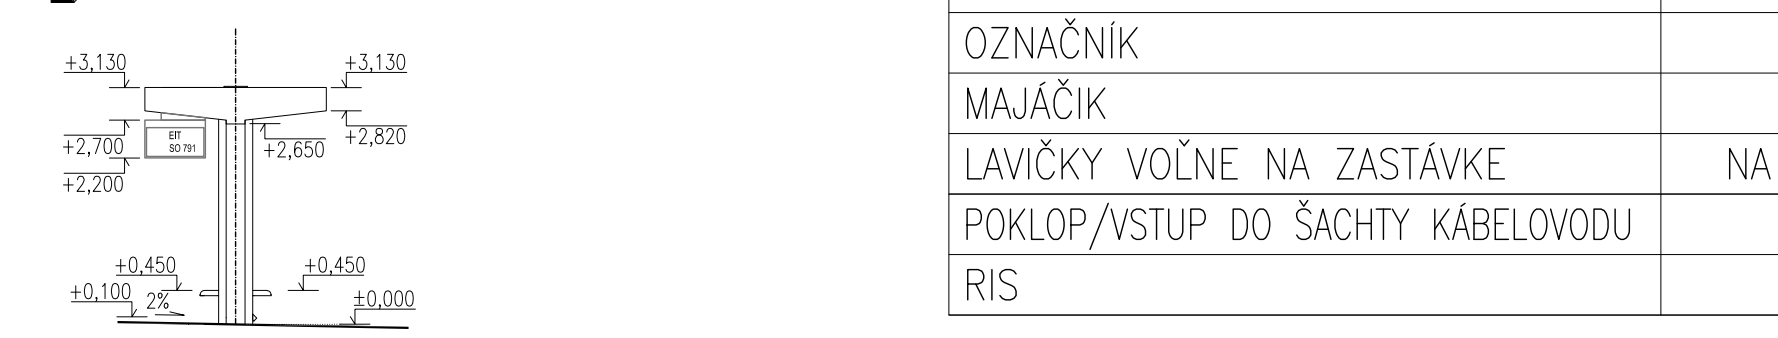 +3,130 +3,130
+2,700 EIT +2,820
SO 791 +2,650
+2,200
+0,450 +0,450
+0,100 2% ±0,000
OZNAČNÍK
MAJÁČIK
LAVIČKY VOĽNE NA ZASTÁVKE NA
POKLOP/VSTUP DO ŠACHTY KÁBELOVODU
RIS